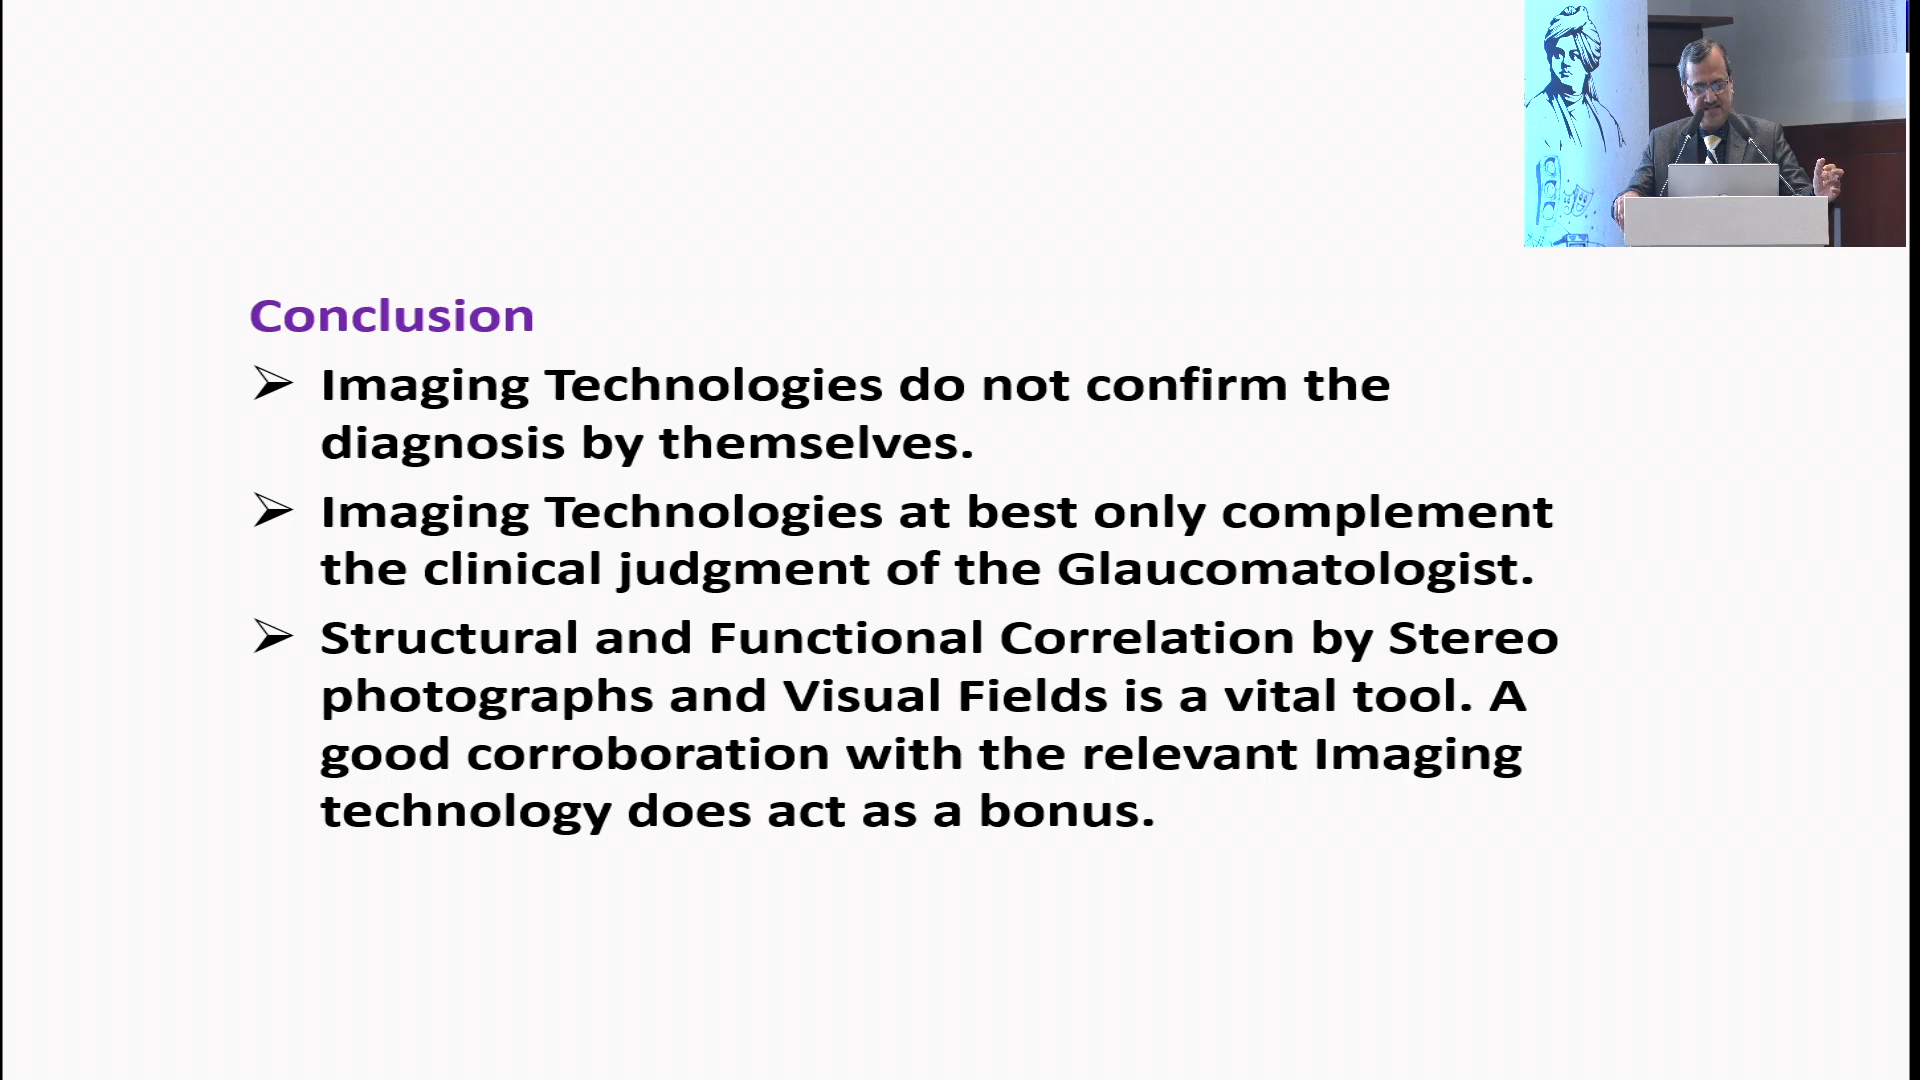 Conclusion
Imaging Technologies do not confirm the
diagnosis by themselves.
Imaging Technologies at best only complement
the clinical judgment of the Glaucomatologist.
Structural and Functional Correlation by Stereo
photographs and Visual Fields is a vital tool. A
good corroboration with the relevant Imaging
technology does act as a bonus.